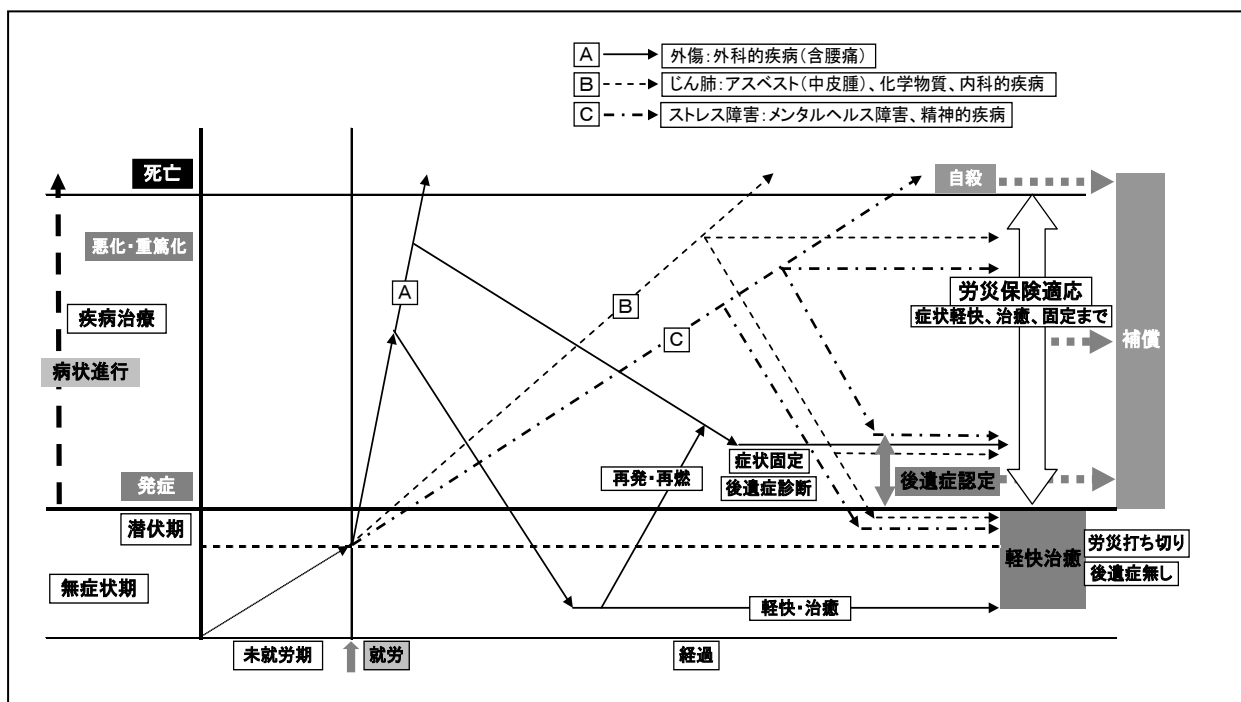 A 外傷:外科的疾病(含腰痛)
B じん肺:アスベスト(中皮腫)、化学物質、内科的疾病
C ストレス障害:メンタルヘルス障害、精神的疾病
死亡
自殺
悪化・重篤化
A
B
C
疾病治療
労災保険適応
症状軽快、治癒、固定まで
補償
病状進行
発症
再発・再燃
症状固定
後遺症診断
後遺症認定
潜伏期
無症状期
軽快治癒
労災打ち切り
後遺症無し
軽快・治癒
未就労期
就労
経過